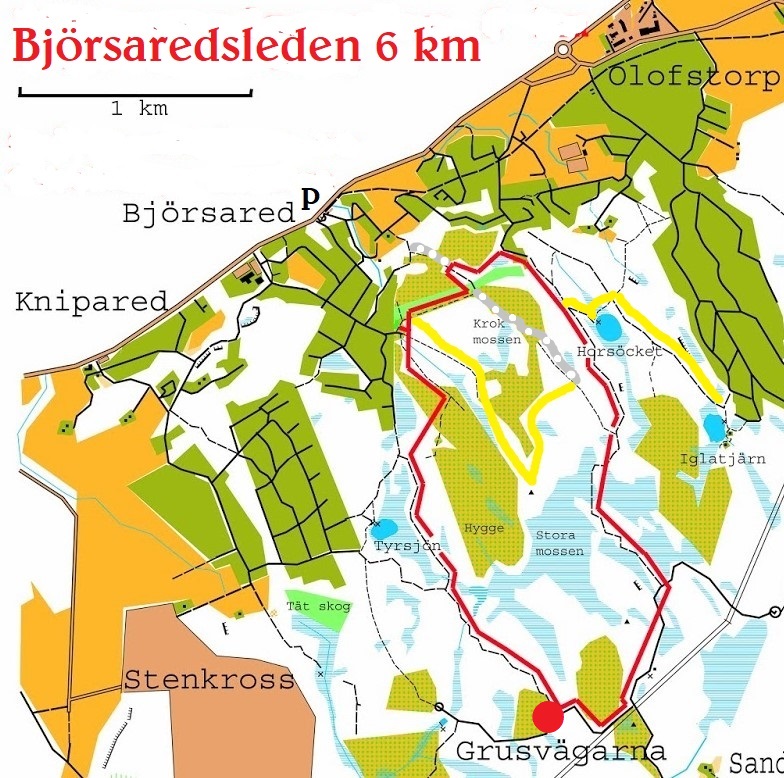 Björsaredsleden 6 km
1 km
Olofstorp
P
Björsared
Knipared
Krok
mossen
Horsöcket
Iglatjärn
Hygge
Stora
mossen
Tyrsjön
Tät skog
Stenkross
Grusvägarna
Sand